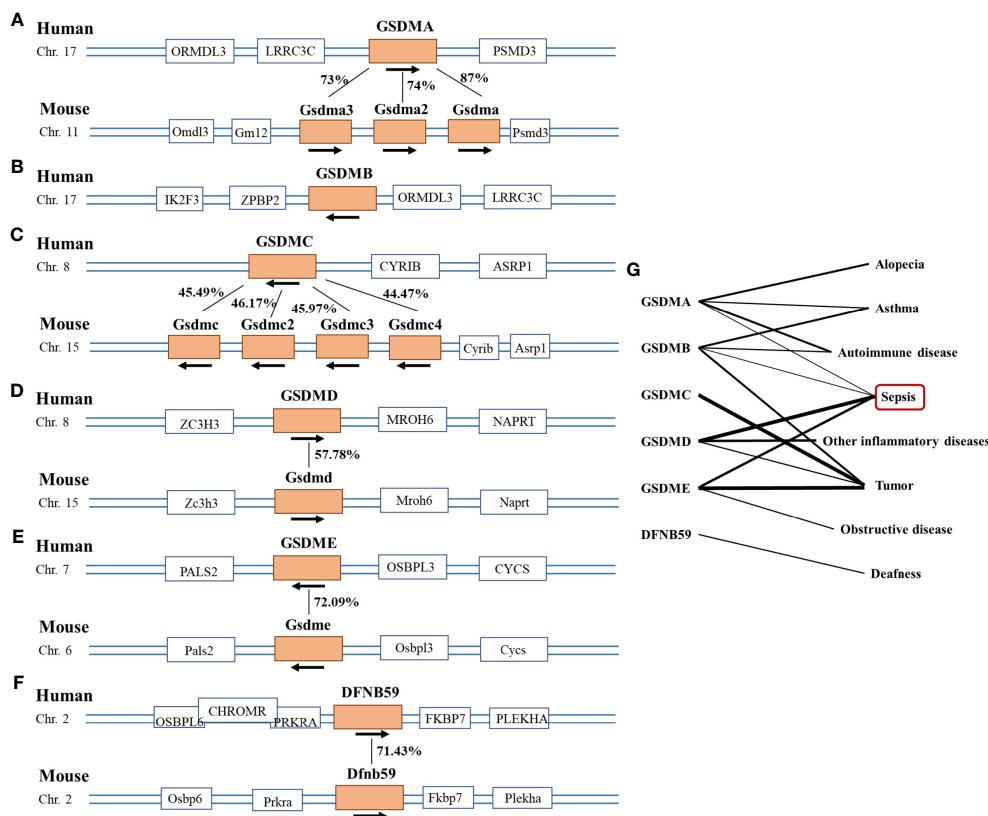 A
Human
GSDMA
Chr. 17
ORMDL3
LRRC3C
PSMD3
73%
74%
87%
Mouse
Gsdma3
Gsdma2
Gsdma
Chr. 11
Omdl3
Gm12
Psmd3
B
Human
GSDMB
Chr. 17
IK2F3
ZPBP2
ORMDL3
LRRC3C
C
Human
GSDMC
Chr. 8
CYRIB
ASRP1
45.49%
46.17%
45.97%
44.47%
Mouse
Gsdmc
Gsdmc2
Gsdmc3
Gsdmc4
Chr. 15
Cyrib
Asrp1
D
Human
GSDMD
Chr. 8
ZC3H3
MROH6
NAPRT
57.78%
Mouse
Gsdmd
Chr. 15
Zc3h3
Mroh6
Naprt
E
Human
GSDME
Chr. 7
PALS2
OSBPL3
CYCS
72.09%
Mouse
Gsdme
Chr. 6
Pals2
Osbpl3
Cycs
F
Human
DFNB59
Chr. 2
OSBPL6
CHROMR
PRKRA
FKBP7
PLEKHA
71.43%
Mouse
Dfnb59
Chr. 2
Osbp6
Prkra
Fkbp7
Plekha
G
GSDMA
GSDMB
GSDMC
GSDMD
GSDME
DFNB59
Alopecia
Asthma
Autoimmune disease
Sepsis
Other inflammatory diseases
Tumor
Obstructive disease
Deafness